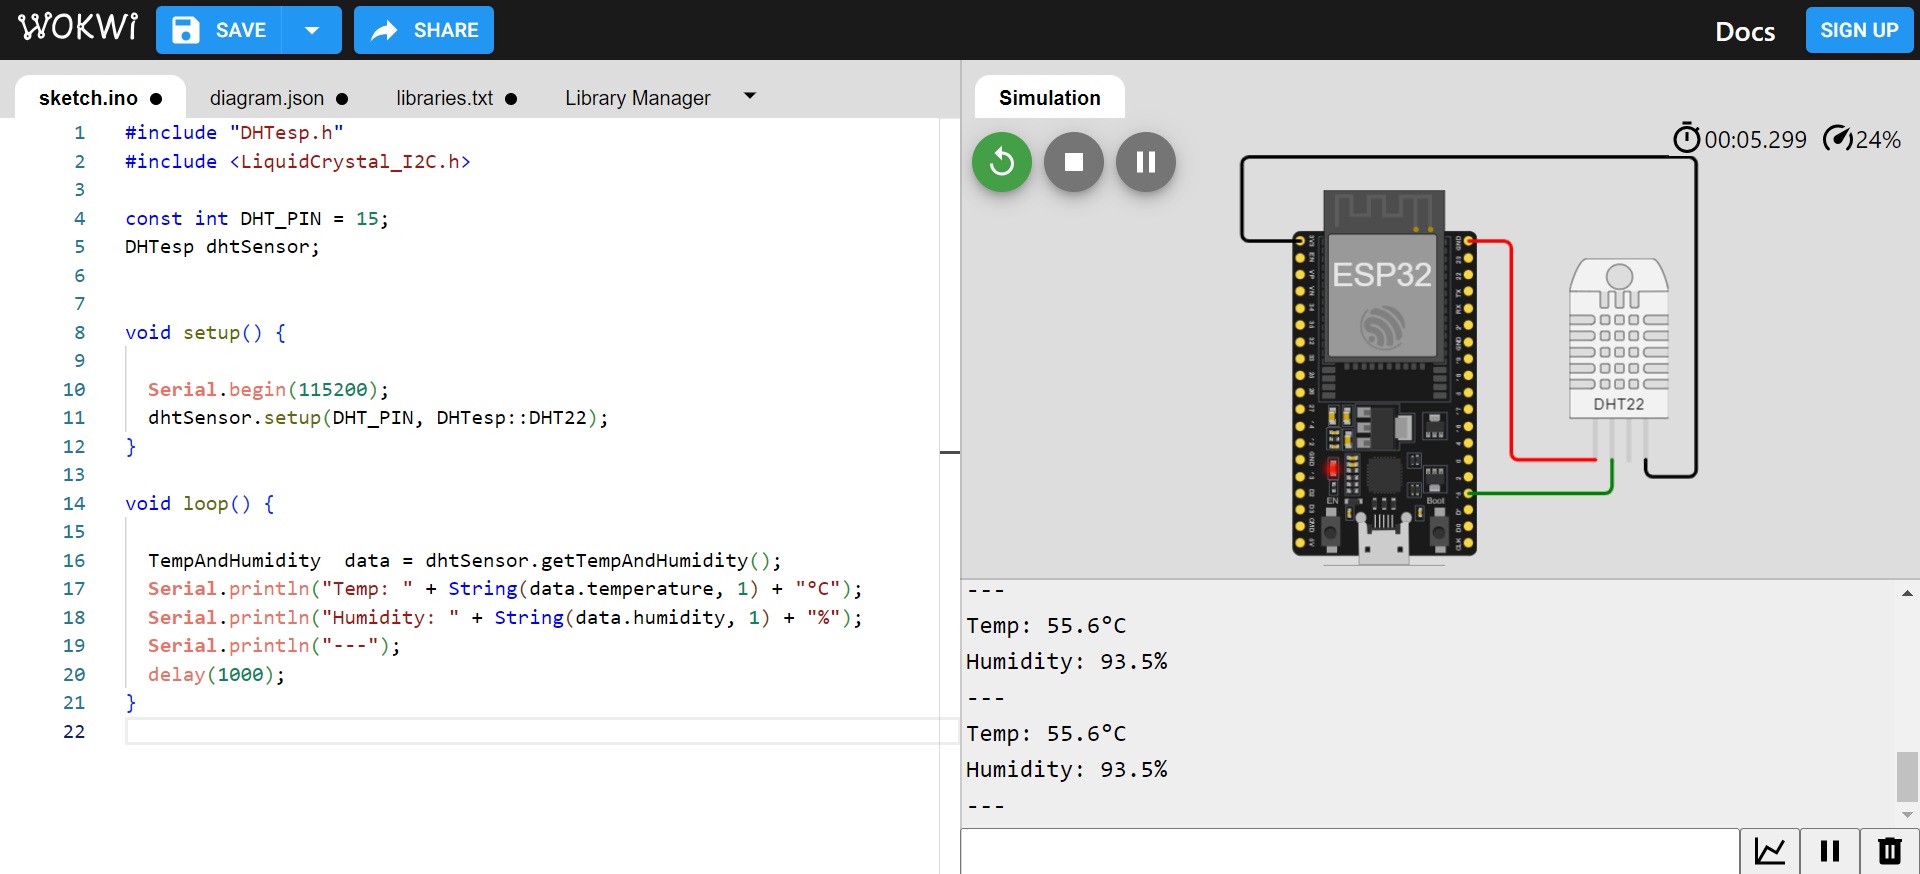 WOKWi SAVE SHARE Docs SIGN UP
sketch.ino ● diagram.json ● libraries.txt ● Library Manager
1 #include "DHTesp.h"
2 #include <LiquidCrystal_I2C.h>
3
4 const int DHT_PIN = 15;
5 DHTesp dhtSensor;
6
7
8 void setup() {
9
10 Serial.begin(115200);
11 dhtSensor.setup(DHT_PIN, DHTesp::DHT22);
12 }
13
14 void loop() {
15
16 TempAndHumidity  data = dhtSensor.getTempAndHumidity();
17 Serial.println("Temp: " + String(data.temperature, 1) + "°C");
18 Serial.println("Humidity: " + String(data.humidity, 1) + "%");
19 Serial.println("---");
20 delay(1000);
21 }
22
Simulation
00:05.299 24%
ESP32
DHT22
EN Boot
---
Temp: 55.6°C
Humidity: 93.5%
---
Temp: 55.6°C
Humidity: 93.5%
---